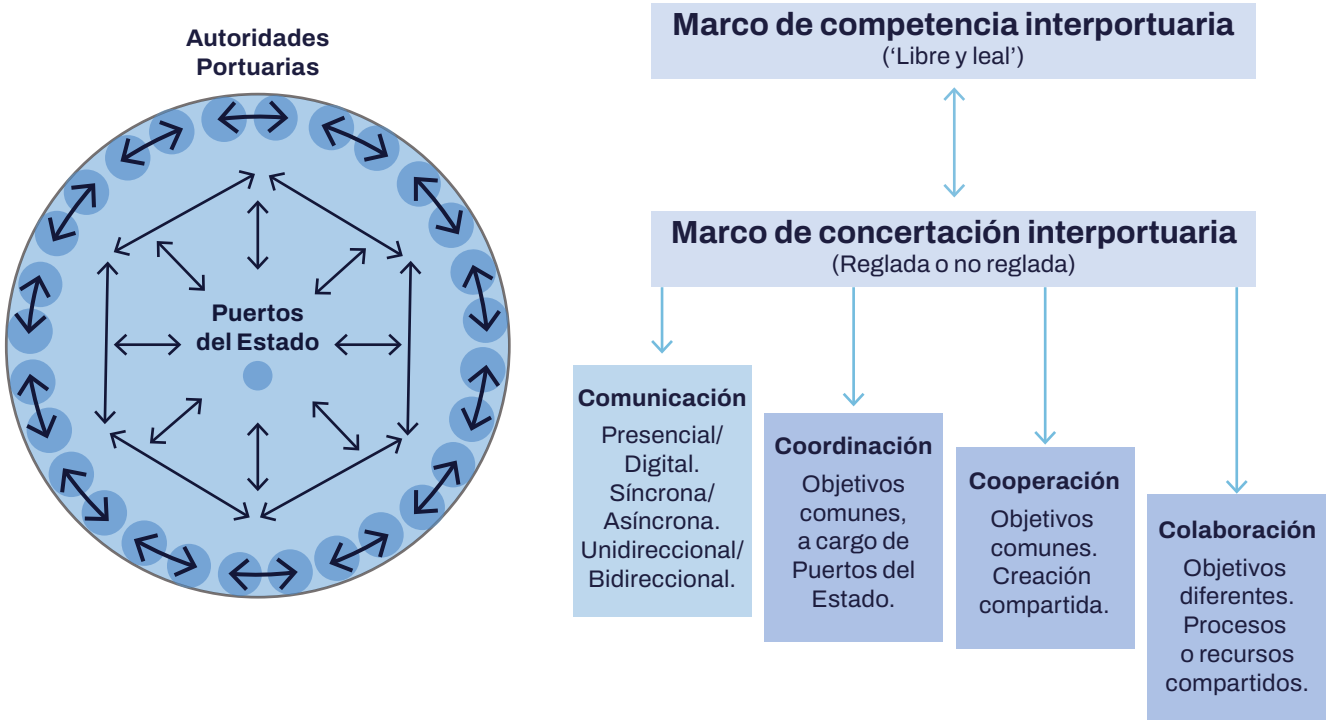 Autoridades
Portuarias
Puertos
del Estado
Marco de competencia interportuaria
(‘Libre y leal’)
Marco de concertación interportuaria
(Reglada o no reglada)
Comunicación
Presencial/
Digital.
Síncrona/
Asíncrona.
Unidireccional/
Bidireccional.
Coordinación
Objetivos
comunes,
a cargo de
Puertos del
Estado.
Cooperación
Objetivos
comunes.
Creación
compartida.
Colaboración
Objetivos
diferentes.
Procesos
o recursos
compartidos.